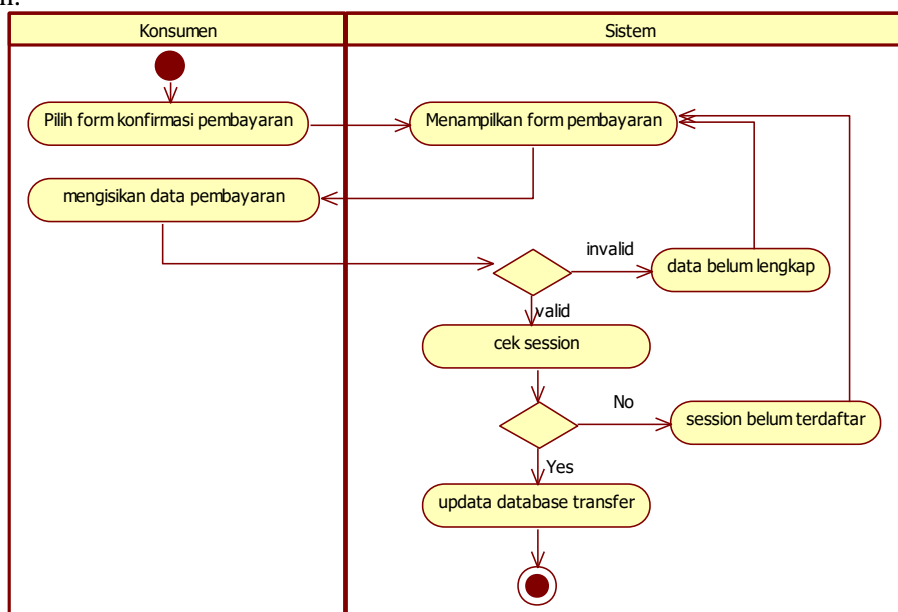 n.
Konsumen
Sistem
Pilih form konfirmasi pembayaran
Menampilkan form pembayaran
mengisikan data pembayaran
invalid
data belum lengkap
valid
cek session
No
session belum terdaftar
Yes
updata database transfer